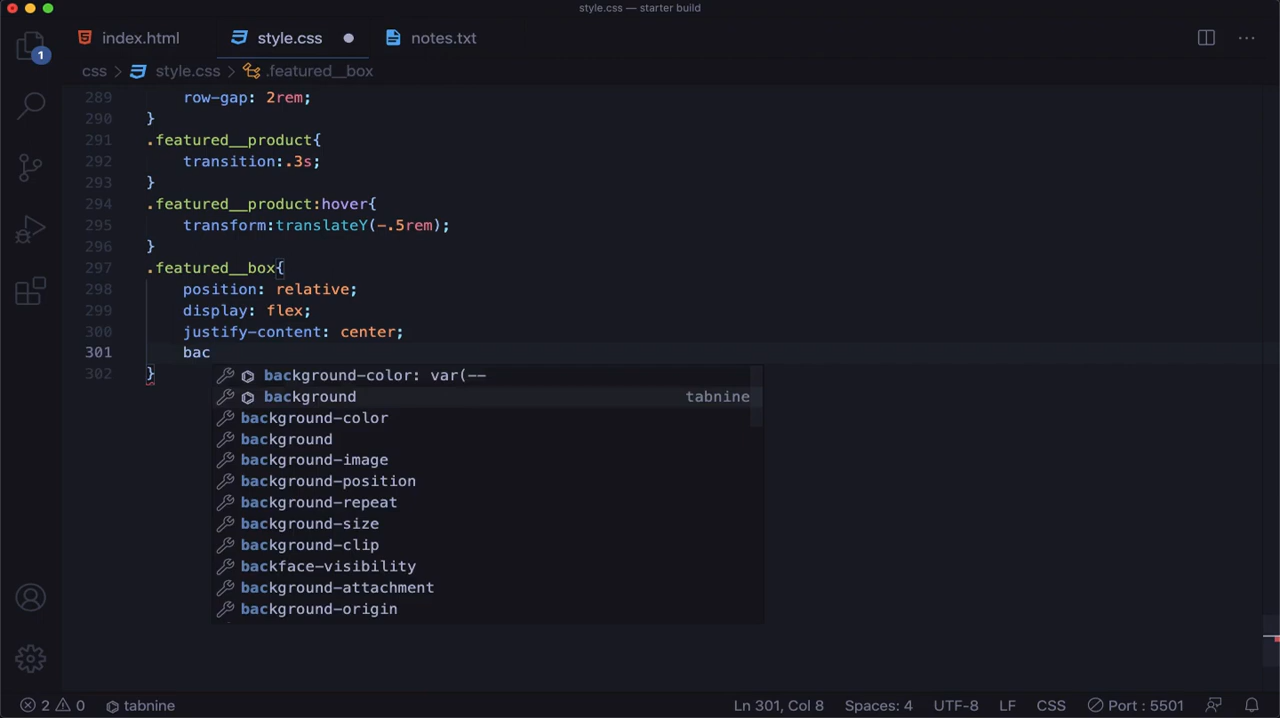 style.css — starter build
index.html style.css notes.txt
1
css > style.css > .featured__box
289 row-gap: 2rem;
290 }
291 .featured__product{
292 transition:.3s;
293 }
294 .featured__product:hover{
295 transform:translateY(-.5rem);
296 }
297 .featured__box{
298 position: relative;
299 display: flex;
300 justify-content: center;
301 bac
302 }
background-color: var(--
background tabnine
background-color
background
background-image
background-position
background-repeat
background-size
background-clip
backface-visibility
background-attachment
background-origin
2 0 tabnine Ln 301, Col 8 Spaces: 4 UTF-8 LF CSS Port : 5501